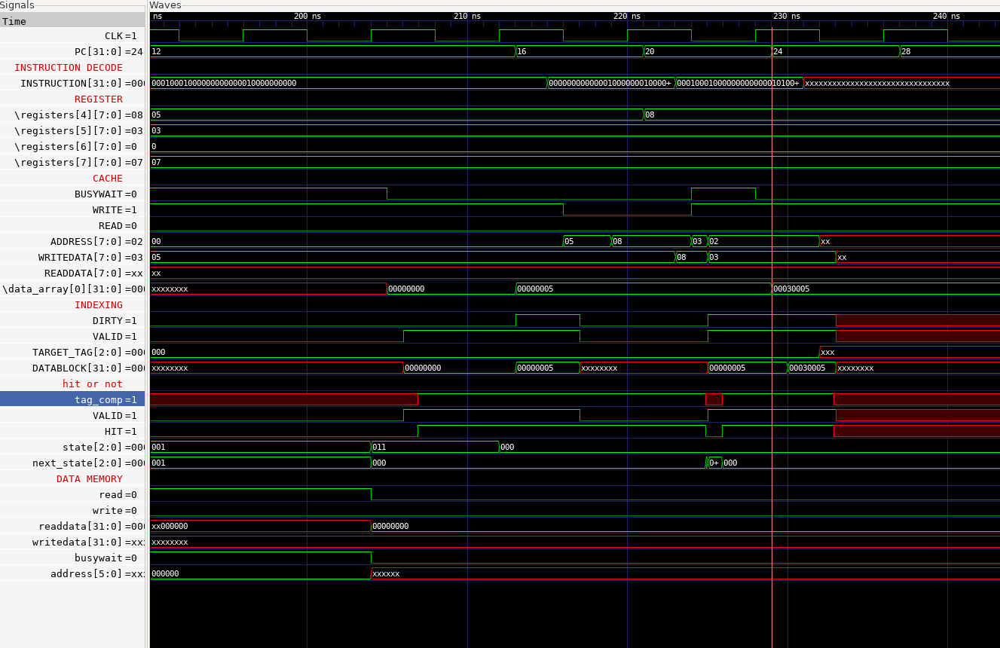 Signals Waves
Time ns 200 ns 210 ns 220 ns 230 ns 240 ns
CLK=1
PC[31:0]=24 12 16 20 24 28
INSTRUCTION DECODE
INSTRUCTION[31:0]=000 00010001000000000000010000000000 0000000000001000000010000+ 0001000100000000000010100+ xxxxxxxxxxxxxxxxxxxxxxxxxxxxxxxx
REGISTER
\registers[4][7:0]=08 05 08
\registers[5][7:0]=03 03
\registers[6][7:0]=0 0
\registers[7][7:0]=07 07
CACHE
BUSYWAIT=0
WRITE=1
READ=0
ADDRESS[7:0]=02 00 05 08 03 02 xx
WRITEDATA[7:0]=03 05 08 03 xx
READDATA[7:0]=xx xx
\data_array[0][31:0]=000 xxxxxxxx 00000000 00000005 00030005
INDEXING
DIRTY=1
VALID=1
TARGET_TAG[2:0]=000 000 xxx
DATABLOCK[31:0]=000 xxxxxxxx 00000000 00000005 xxxxxxxx 00000005 00030005 xxxxxxxx
hit or not
tag_comp=1
VALID=1
HIT=1
state[2:0]=000 001 011 000
next_state[2:0]=000 001 000 0+ 000
DATA MEMORY
read=0
write=0
readdata[31:0]=000 xx000000 00000000
writedata[31:0]=xxx xxxxxxxx
busywait=0
address[5:0]=xxx 000000 xxxxxx